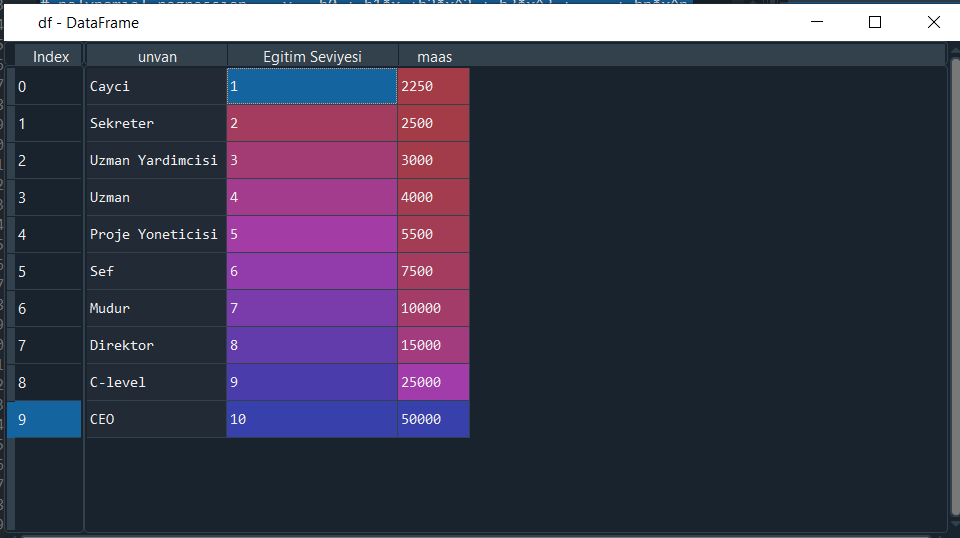 df - DataFrame
Index unvan Egitim Seviyesi maas
0 Cayci 1 2250
1 Sekreter 2 2500
2 Uzman Yardimcisi 3 3000
3 Uzman 4 4000
4 Proje Yoneticisi 5 5500
5 Sef 6 7500
6 Mudur 7 10000
7 Direktor 8 15000
8 C-level 9 25000
9 CEO 10 50000